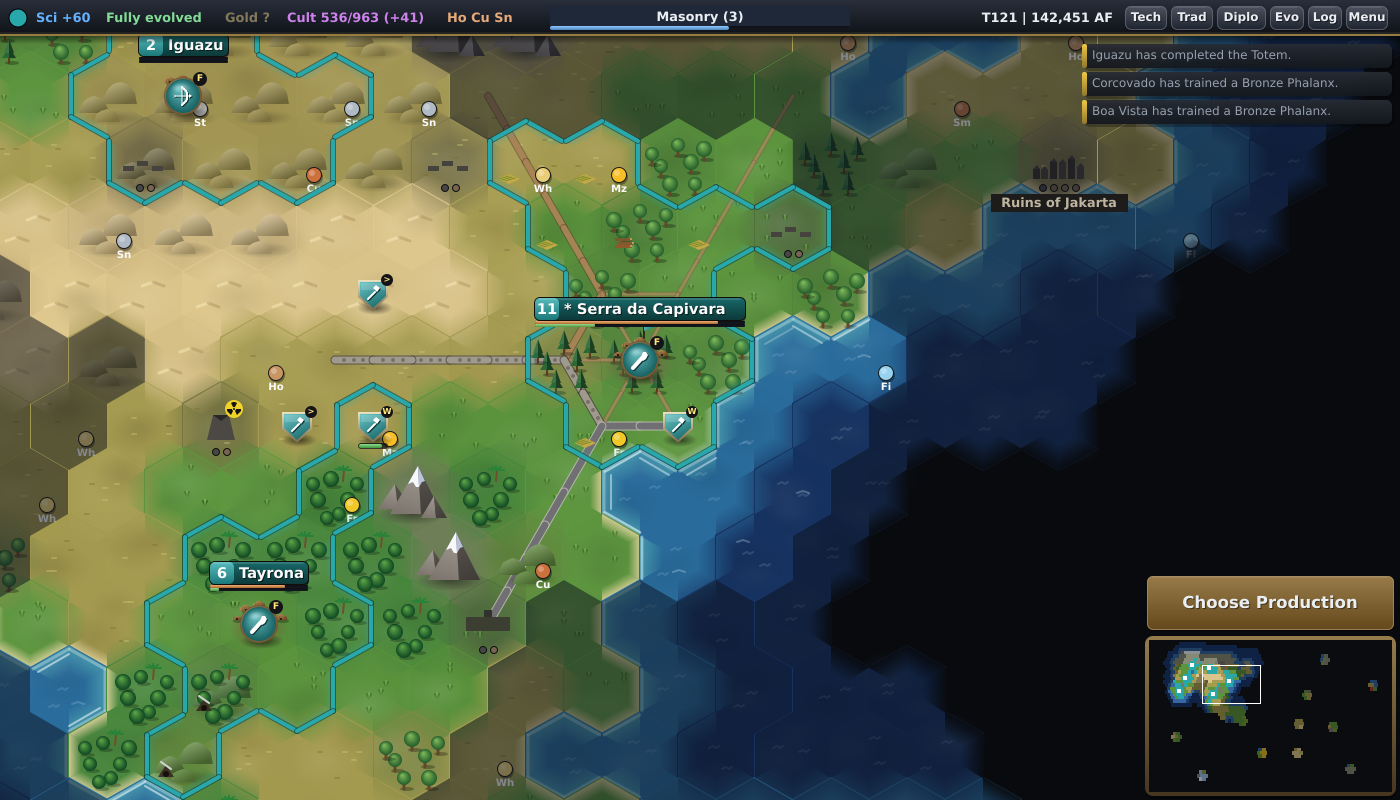 Sci +60 Fully evolved Gold ? Cult 536/963 (+41) Ho Cu Sn Masonry (3) T121 | 142,451 AF Tech Trad Diplo Evo Log Menu
2 Iguazu
Ho
Iguazu has completed the Totem.
Corcovado has trained a Bronze Phalanx.
Boa Vista has trained a Bronze Phalanx.
F
St
Sn
Sm
Wh
Mz
Ruins of Jakarta
Sn
Fi
>
11 * Serra da Capivara
F
Ho
Fi
> W W
Wh
Wh
Cu
6 Tayrona
F
Choose Production
Wh